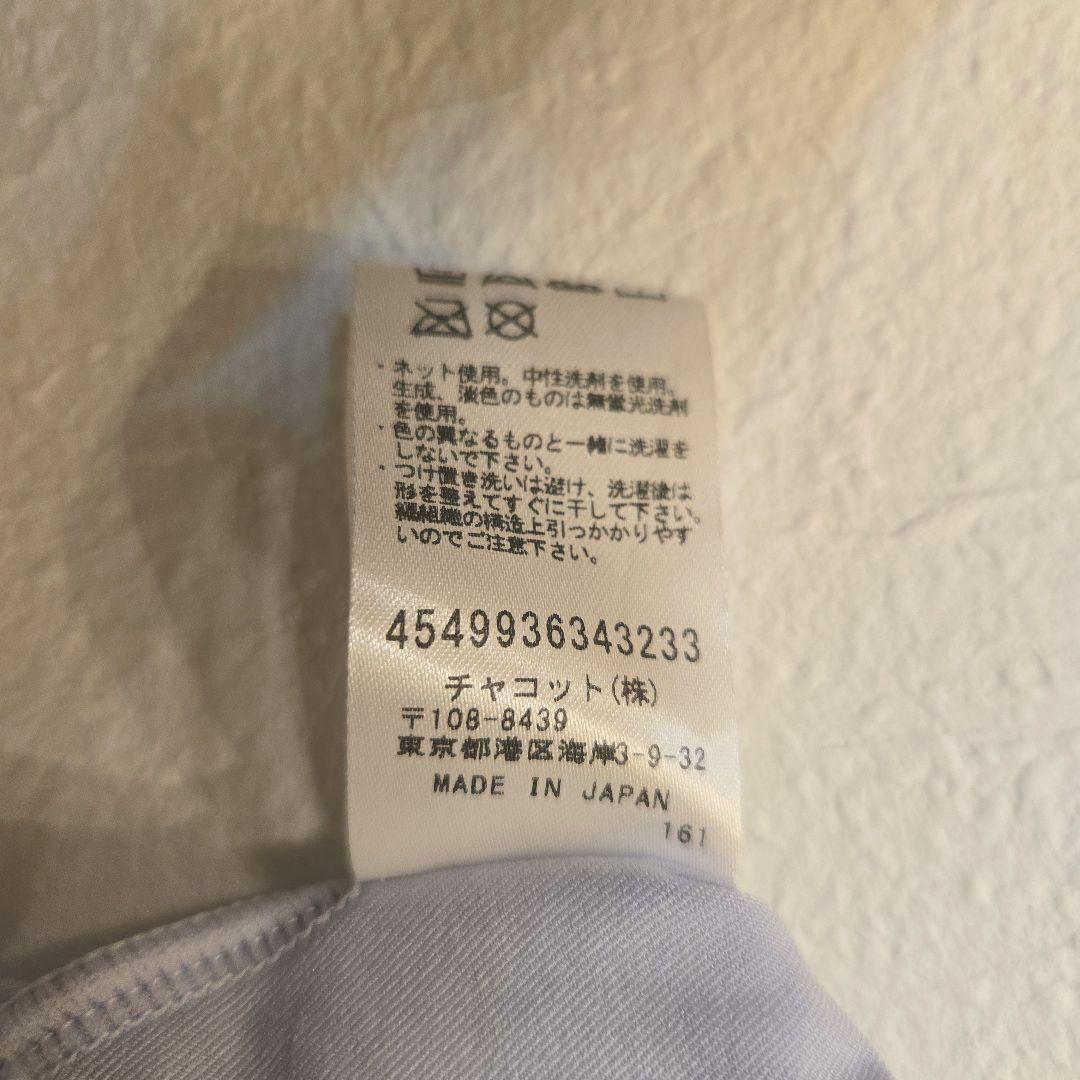 ・ネット使用。中性洗剤を使用。
生成、淡色のものは無蛍光洗剤
を使用。
・色の異なるものと一緒に洗濯を
しないで下さい。
・つけ置き洗いは避け、洗濯後は
形を整えてすぐに干して下さい。
編組織の構造上引っかかりやす
いのでご注意下さい。
4549936343233
チャコット(株)
〒108-8439
東京都港区海岸3-9-32
MADE IN JAPAN
161